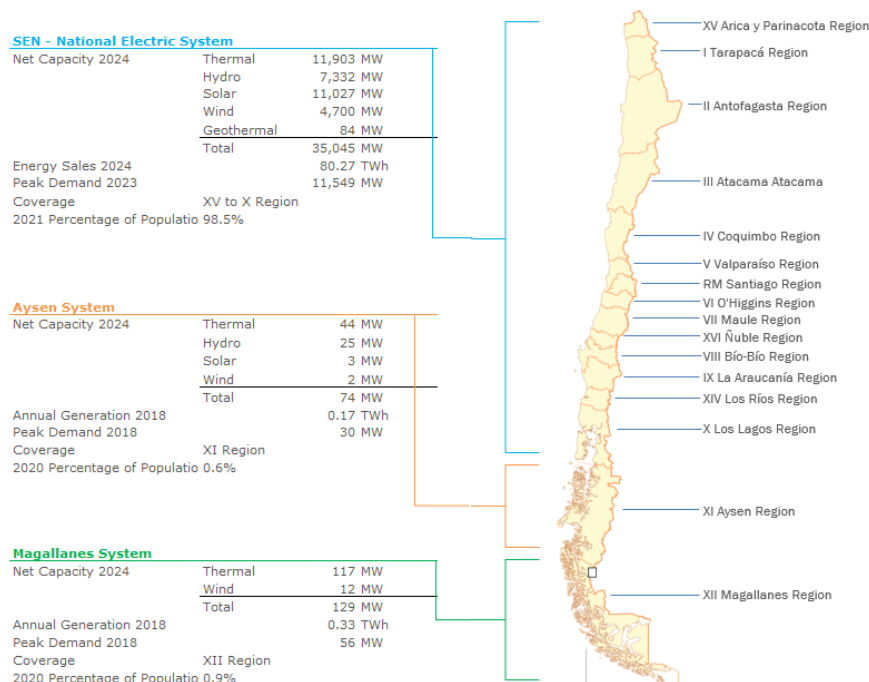 SEN - National Electric System
Net Capacity 2024 Thermal 11,903 MW
Hydro 7,332 MW
Solar 11,027 MW
Wind 4,700 MW
Geothermal 84 MW
Total 35,045 MW
Energy Sales 2024 80.27 TWh
Peak Demand 2023 11,549 MW
Coverage XV to X Region
2021 Percentage of Populatio 98.5%
Aysen System
Net Capacity 2024 Thermal 44 MW
Hydro 25 MW
Solar 3 MW
Wind 2 MW
Total 74 MW
Annual Generation 2018 0.17 TWh
Peak Demand 2018 30 MW
Coverage XI Region
2020 Percentage of Populatio 0.6%
Magallanes System
Net Capacity 2024 Thermal 117 MW
Wind 12 MW
Total 129 MW
Annual Generation 2018 0.33 TWh
Peak Demand 2018 56 MW
Coverage XII Region
2020 Percentage of Populatio 0.9%
XV Arica y Parinacota Region
I Tarapacá Region
II Antofagasta Region
III Atacama Atacama
IV Coquimbo Region
V Valparaíso Region
RM Santiago Region
VI O'Higgins Region
VII Maule Region
XVI Ñuble Region
VIII Bío-Bío Region
IX La Araucanía Region
XIV Los Ríos Region
X Los Lagos Region
XI Aysen Region
XII Magallanes Region